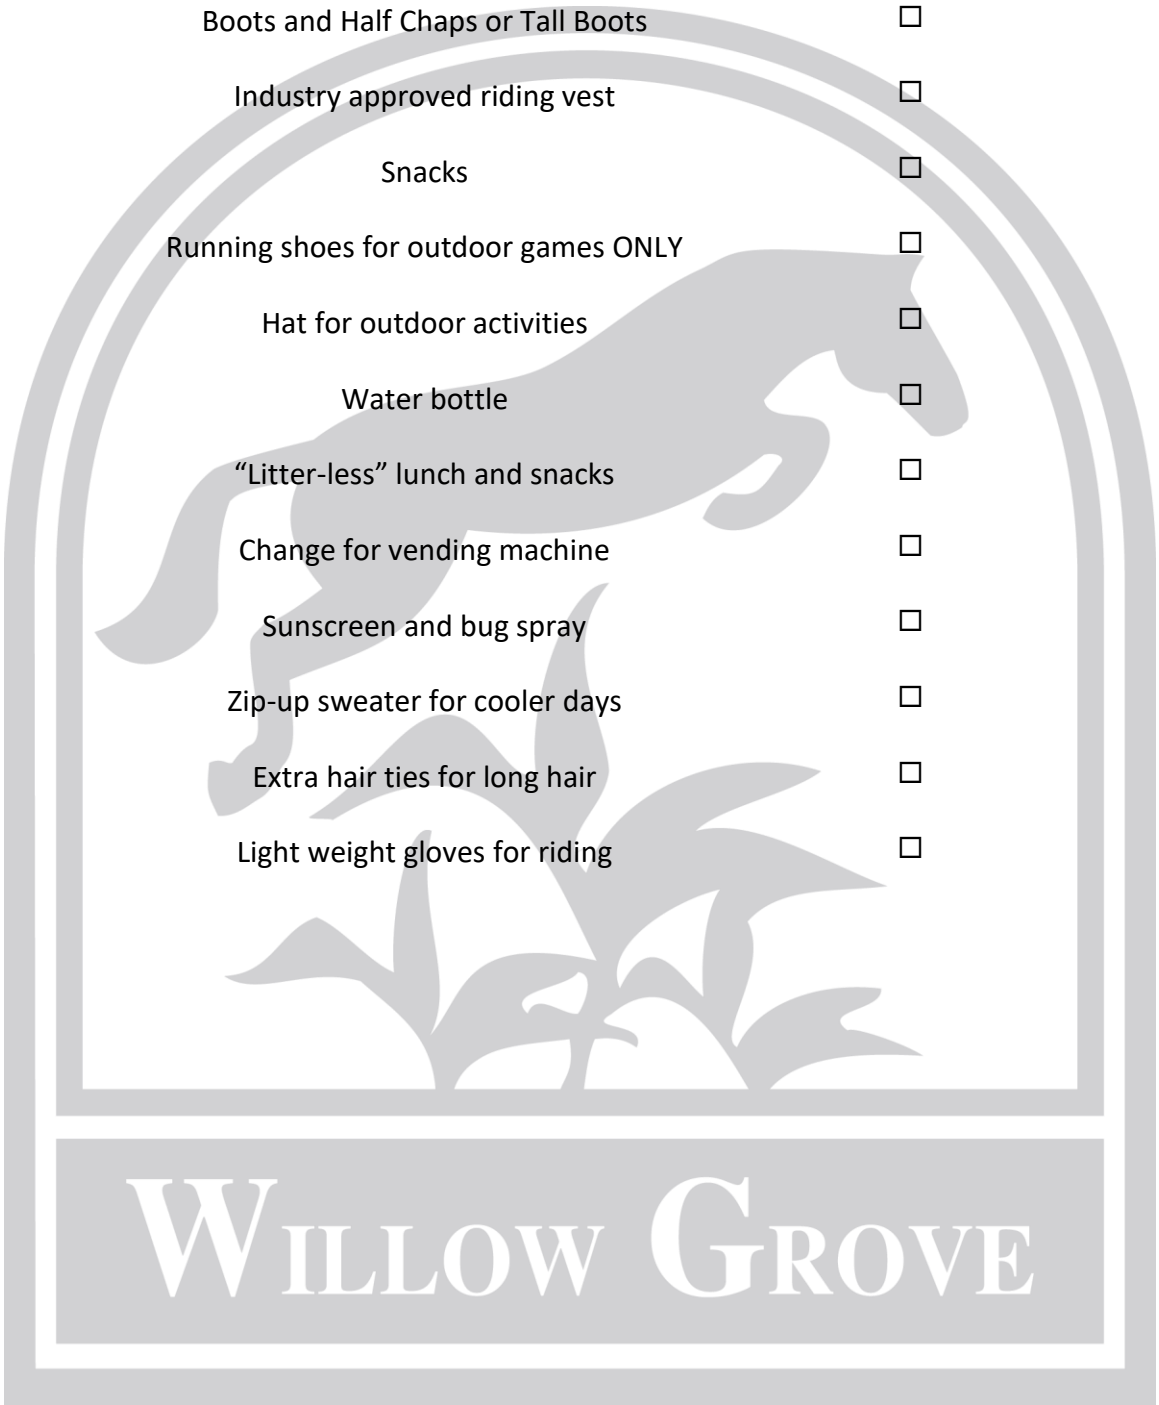 Boots and Half Chaps or Tall Boots ☐
Industry approved riding vest ☐
Snacks ☐
Running shoes for outdoor games ONLY ☐
Hat for outdoor activities ☐
Water bottle ☐
“Litter-less” lunch and snacks ☐
Change for vending machine ☐
Sunscreen and bug spray ☐
Zip-up sweater for cooler days ☐
Extra hair ties for long hair ☐
Light weight gloves for riding ☐
WILLOW GROVE